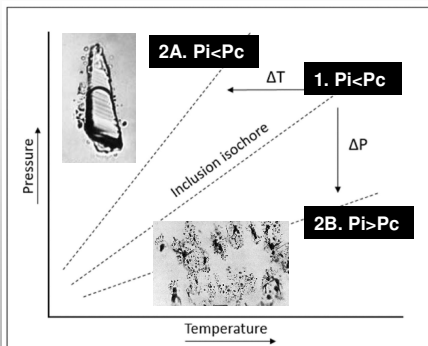 2A. Pi<Pc
1. Pi<Pc
ΔT
ΔP
Inclusion isochore
2B. Pi>Pc
Pressure
Temperature